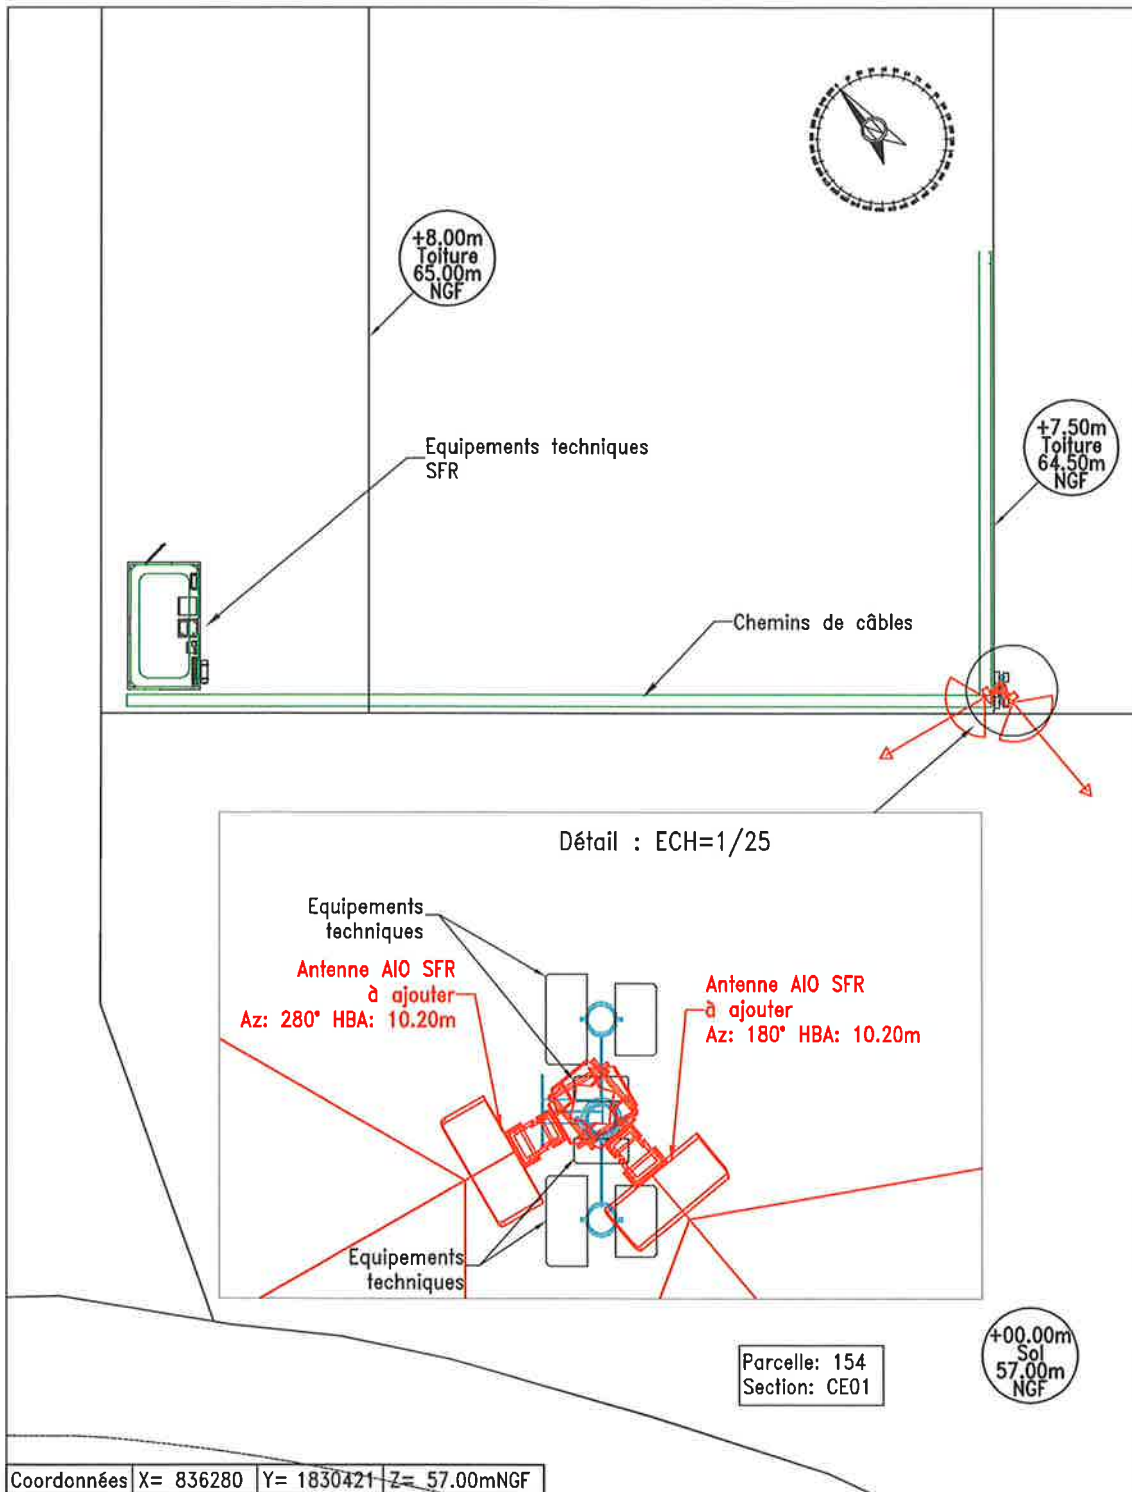 +8.00m
Toiture
65.00m
NGF
+7.50m
Toiture
64.50m
NGF
Equipements techniques
SFR
Chemins de câbles
Détail : ECH=1/25
Equipements
techniques
Antenne AIO SFR
à ajouter
Az: 280° HBA: 10.20m
Antenne AIO SFR
à ajouter
Az: 180° HBA: 10.20m
Equipements
techniques
+00.00m
Sol
57.00m
NGF
Parcelle: 154
Section: CE01
Coordonnées X= 836280 Y= 1830421 Z= 57.00mNGF